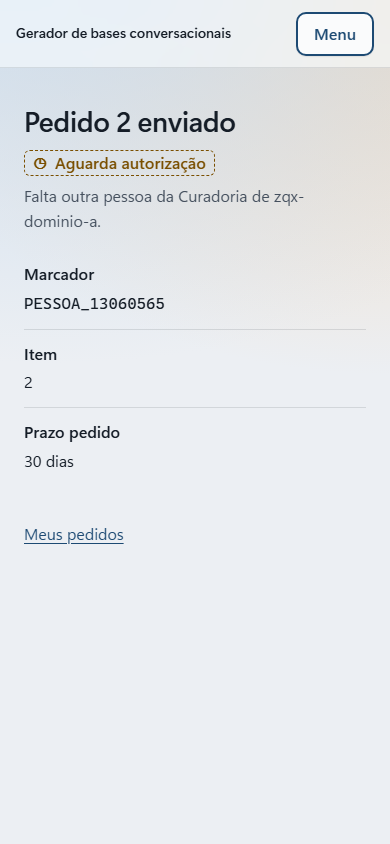 Gerador de bases conversacionais
Menu
Pedido 2 enviado
Aguarda autorização
Falta outra pessoa da Curadoria de zqx-
dominio-a.
Marcador
PESSOA_13060565
Item
2
Prazo pedido
30 dias
Meus pedidos